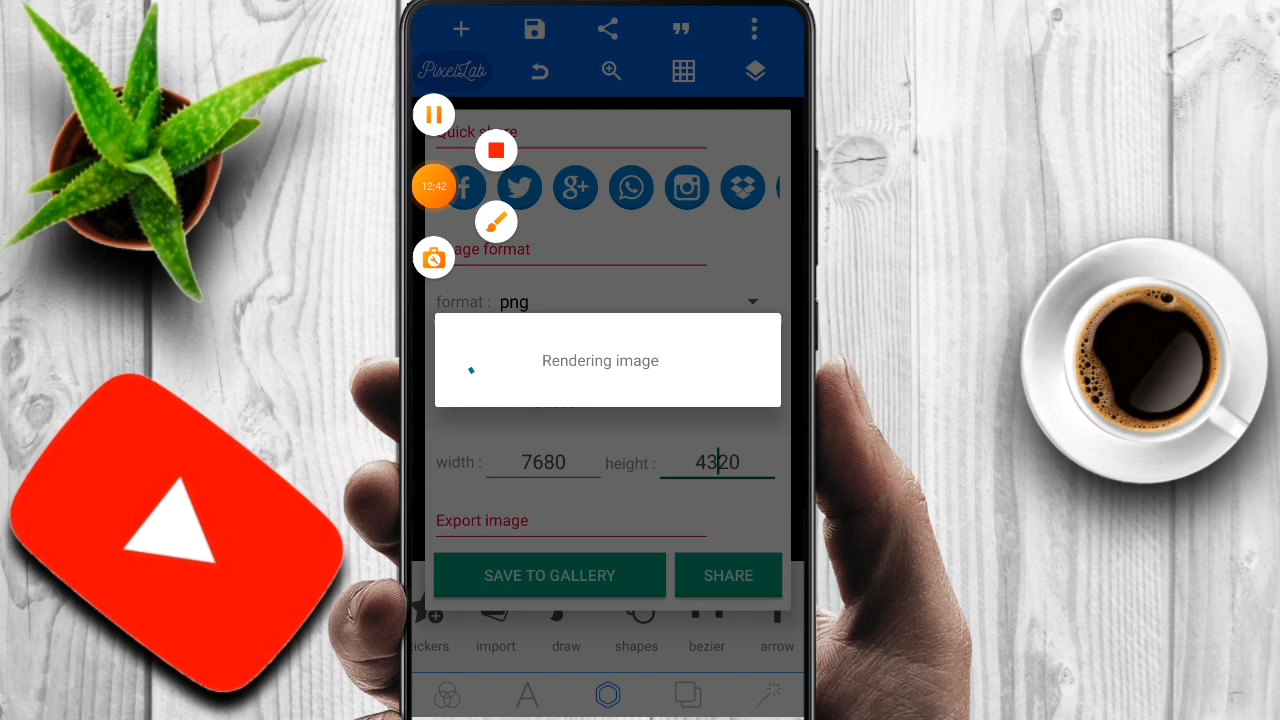 PixelLab
Quick share
12:42
Image format
format : png
Rendering image
width : 7680 height : 4320
Export image
SAVE TO GALLERY SHARE
import draw shapes bezier arrow